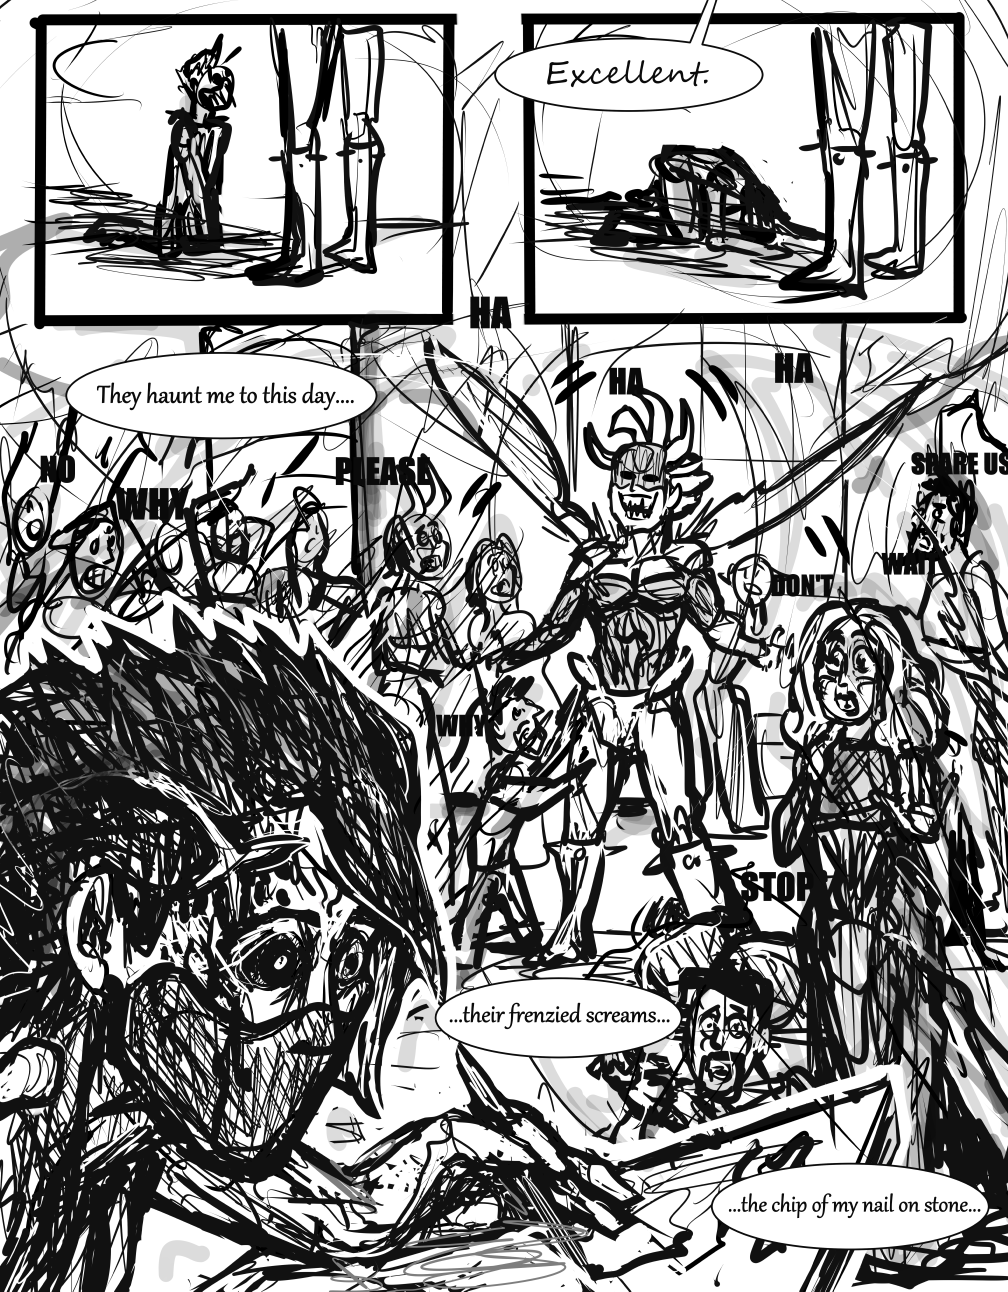 Excellent.
HA
HA
HA
They haunt me to this day....
NO
WHY
PLEASE
SPARE US
WAIT
DON'T
WHY
STOP
...their frenzied screams...
...the chip of my nail on stone...